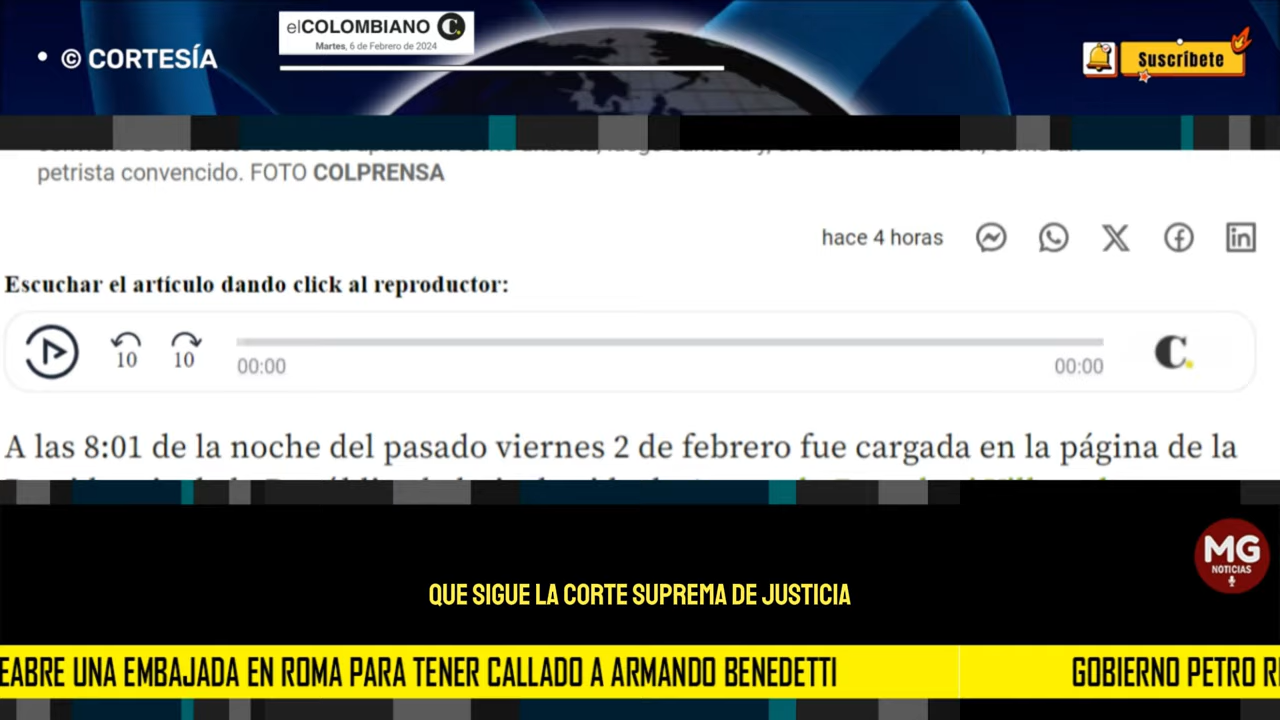 • © CORTESÍA
elCOLOMBIANO C.
Martes, 6 de Febrero de 2024
Suscríbete
petrista convencido. FOTO COLPRENSA
hace 4 horas
Escuchar el artículo dando click al reproductor:
10 10
00:00 00:00
C.
A las 8:01 de la noche del pasado viernes 2 de febrero fue cargada en la página de la
MG
NOTICIAS
QUE SIGUE LA CORTE SUPREMA DE JUSTICIA
EABRE UNA EMBAJADA EN ROMA PARA TENER CALLADO A ARMANDO BENEDETTI GOBIERNO PETRO R